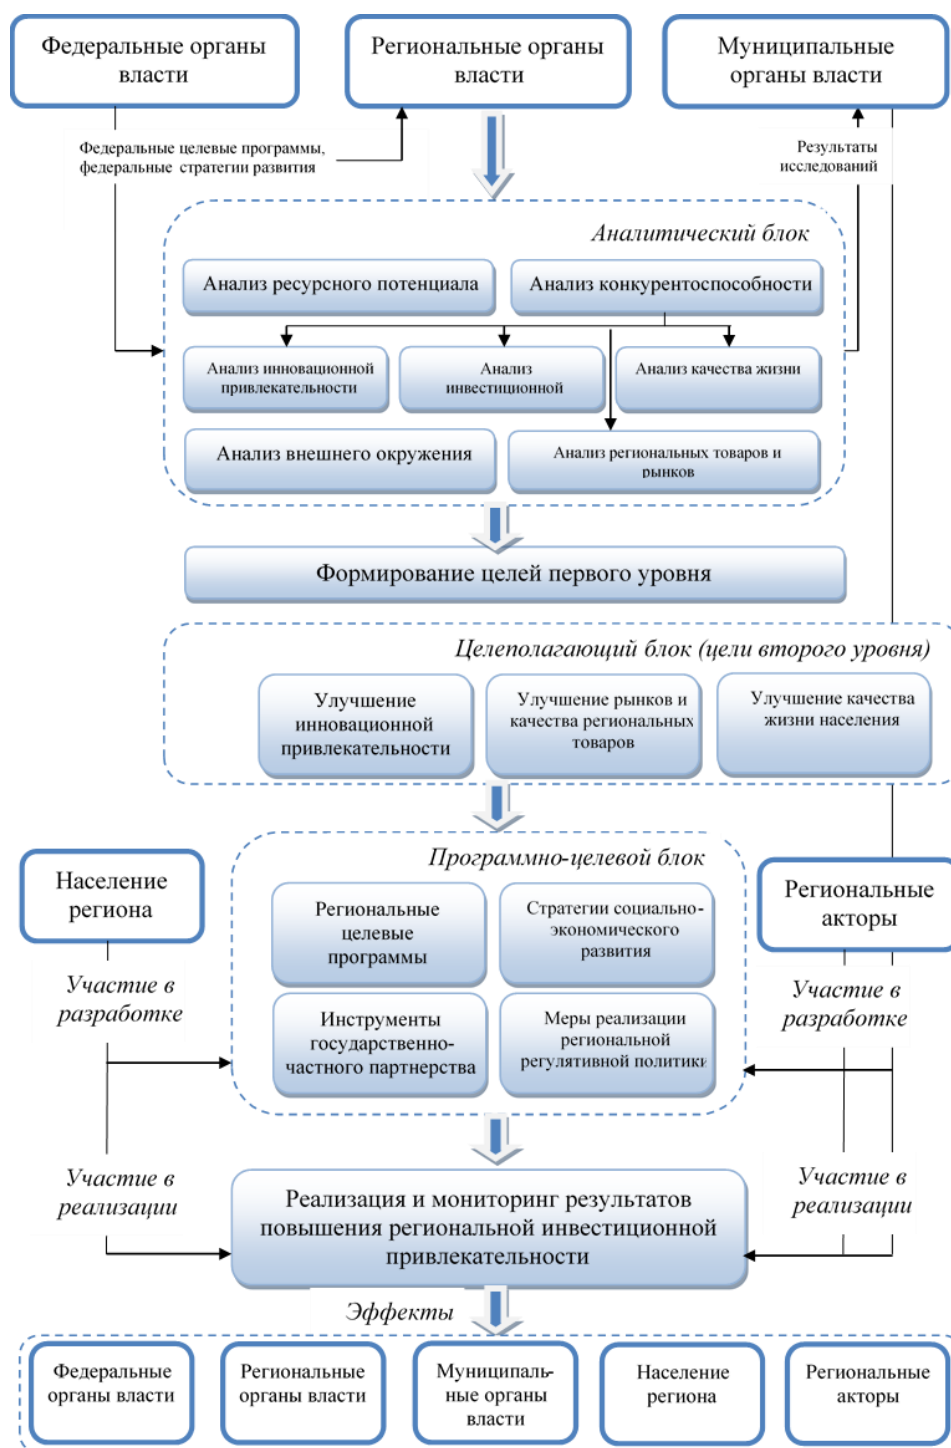 Федеральные органы
власти
Региональные органы
власти
Муниципальные
органы власти
Федеральные целевые программы,
федеральные стратегии развития
Результаты
исследований
Аналитический блок
Анализ ресурсного потенциала
Анализ конкурентоспособности
Анализ инновационной
привлекательности
Анализ
инвестиционной
Анализ качества жизни
Анализ внешнего окружения
Анализ региональных товаров и
рынков
Формирование целей первого уровня
Целеполагающий блок (цели второго уровня)
Улучшение
инновационной
привлекательности
Улучшение рынков и
качества региональных
товаров
Улучшение качества
жизни населения
Программно-целевой блок
Население
региона
Региональные
акторы
Региональные
целевые
программы
Стратегии социально-
экономического
развития
Участие в
разработке
Участие в
разработке
Инструменты
государственно-
частного партнерства
Меры реализации
региональной
регулятивной политики
Участие в
реализации
Участие в
реализации
Реализация и мониторинг результатов
повышения региональной инвестиционной
привлекательности
Эффекты
Федеральные
органы власти
Региональные
органы власти
Муниципаль-
ные органы
власти
Население
региона
Региональные
акторы